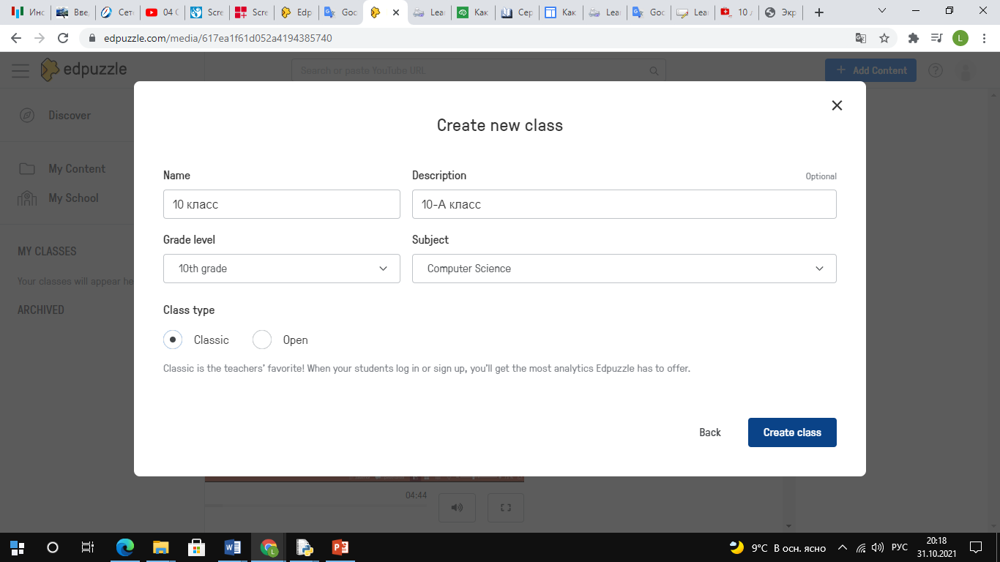 Инс
Вве,
Сете
04 (
Scre
Scre
Edp
Goo
Lear
Как
Сер
Как
Lear
Goo
Lear
10 л
Экр
edpuzzle.com/media/617ea1f61d052a4194385740
L
edpuzzle
Search or paste YouTube URL
+ Add Content
?
Discover
My Content
My School
MY CLASSES
Your classes will appear he
ARCHIVED
Create new class
Name
Description
Optional
10 класс
10-А класс
Grade level
Subject
10th grade
Computer Science
Class type
Classic
Open
Classic is the teachers' favorite! When your students log in or sign up, you'll get the most analytics Edpuzzle has to offer.
Back
Create class
04:44
9°C В осн. ясно
РУС
20:18
31.10.2021